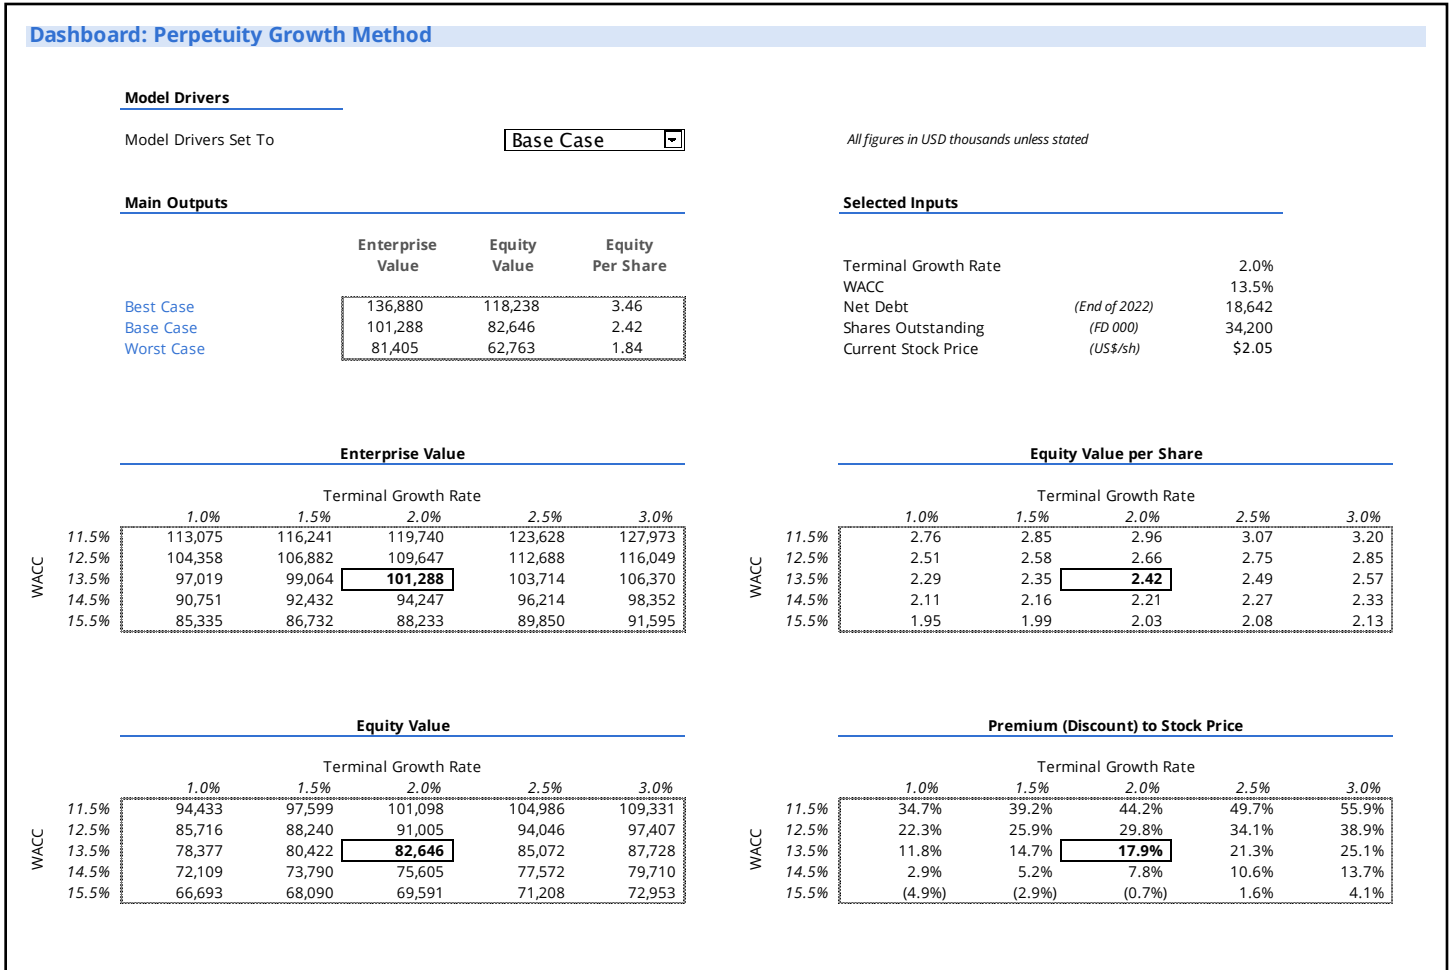 Dashboard: Perpetuity Growth Method
Model Drivers
Model Drivers Set To Base Case All figures in USD thousands unless stated
Main Outputs Selected Inputs
Enterprise Equity Equity
Value Value Per Share Terminal Growth Rate 2.0%
WACC 13.5%
Best Case 136,880 118,238 3.46 Net Debt (End of 2022) 18,642
Base Case 101,288 82,646 2.42 Shares Outstanding (FD 000) 34,200
Worst Case 81,405 62,763 1.84 Current Stock Price (US$/sh) $2.05
Enterprise Value
Terminal Growth Rate
1.0% 1.5% 2.0% 2.5% 3.0%
WACC
11.5% 113,075 116,241 119,740 123,628 127,973
12.5% 104,358 106,882 109,647 112,688 116,049
13.5% 97,019 99,064 101,288 103,714 106,370
14.5% 90,751 92,432 94,247 96,214 98,352
15.5% 85,335 86,732 88,233 89,850 91,595
Equity Value per Share
Terminal Growth Rate
1.0% 1.5% 2.0% 2.5% 3.0%
WACC
11.5% 2.76 2.85 2.96 3.07 3.20
12.5% 2.51 2.58 2.66 2.75 2.85
13.5% 2.29 2.35 2.42 2.49 2.57
14.5% 2.11 2.16 2.21 2.27 2.33
15.5% 1.95 1.99 2.03 2.08 2.13
Equity Value
Terminal Growth Rate
1.0% 1.5% 2.0% 2.5% 3.0%
WACC
11.5% 94,433 97,599 101,098 104,986 109,331
12.5% 85,716 88,240 91,005 94,046 97,407
13.5% 78,377 80,422 82,646 85,072 87,728
14.5% 72,109 73,790 75,605 77,572 79,710
15.5% 66,693 68,090 69,591 71,208 72,953
Premium (Discount) to Stock Price
Terminal Growth Rate
1.0% 1.5% 2.0% 2.5% 3.0%
WACC
11.5% 34.7% 39.2% 44.2% 49.7% 55.9%
12.5% 22.3% 25.9% 29.8% 34.1% 38.9%
13.5% 11.8% 14.7% 17.9% 21.3% 25.1%
14.5% 2.9% 5.2% 7.8% 10.6% 13.7%
15.5% (4.9%) (2.9%) (0.7%) 1.6% 4.1%